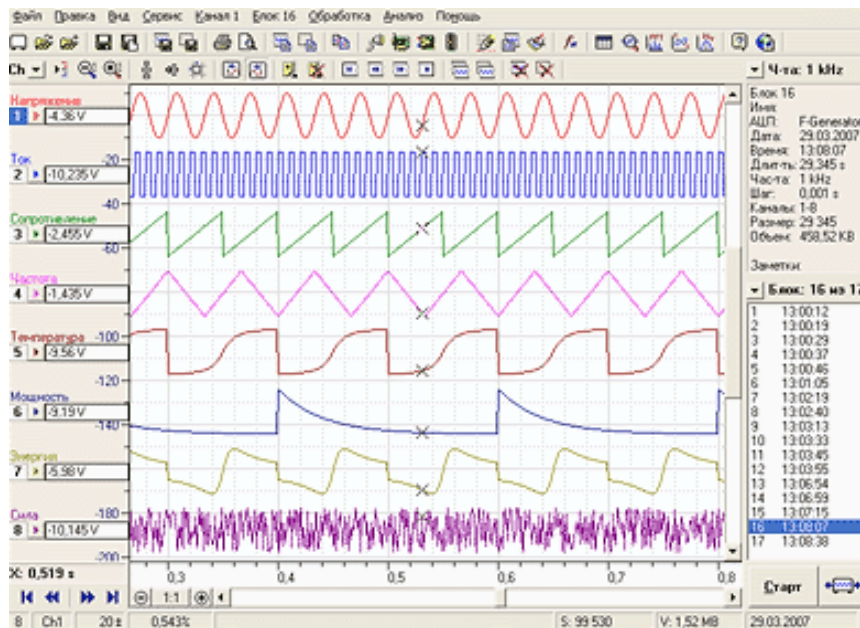 Файл Правка Вид Сервис Канал 1 Блок 16 Обработка Анализ Помощь
Ch
Ч-та: 1 kHz
Напряжение
1 -4.36 V
Ток
2 -10,235 V
Сопротивление
3 -2,455 V
Частота
4 -1,435 V
Температура
5 -9.56 V
Мощность
6 -9.19 V
Энергия
7 -5.98 V
Сила
8 -10,145 V
-20
-40
-60
-100
-120
-140
-180
-200
X: 0,519 s
0,3 0,4 0,5 0,6 0,7 0,8
1:1
8 Ch1 20 0,543% S: 99 530 V: 1,52 MB 29.03.2007
Блок 16
Имя:
АЦП: F-Generator
Дата: 29.03.2007
Время: 13:08:07
Длит-ть: 29,345 s
Час-та: 1 kHz
Шаг: 0,001 s
Каналы: 1-8
Размер: 29 345
Объем: 458,52 KB
Заметки:
Блок: 16 из 17
1 13:00:12
2 13:00:19
3 13:00:29
4 13:00:37
5 13:00:46
6 13:01:05
7 13:02:19
8 13:02:40
9 13:03:13
10 13:03:33
11 13:03:45
12 13:03:55
13 13:06:54
14 13:06:59
15 13:07:15
16 13:08:07
17 13:08:38
Старт